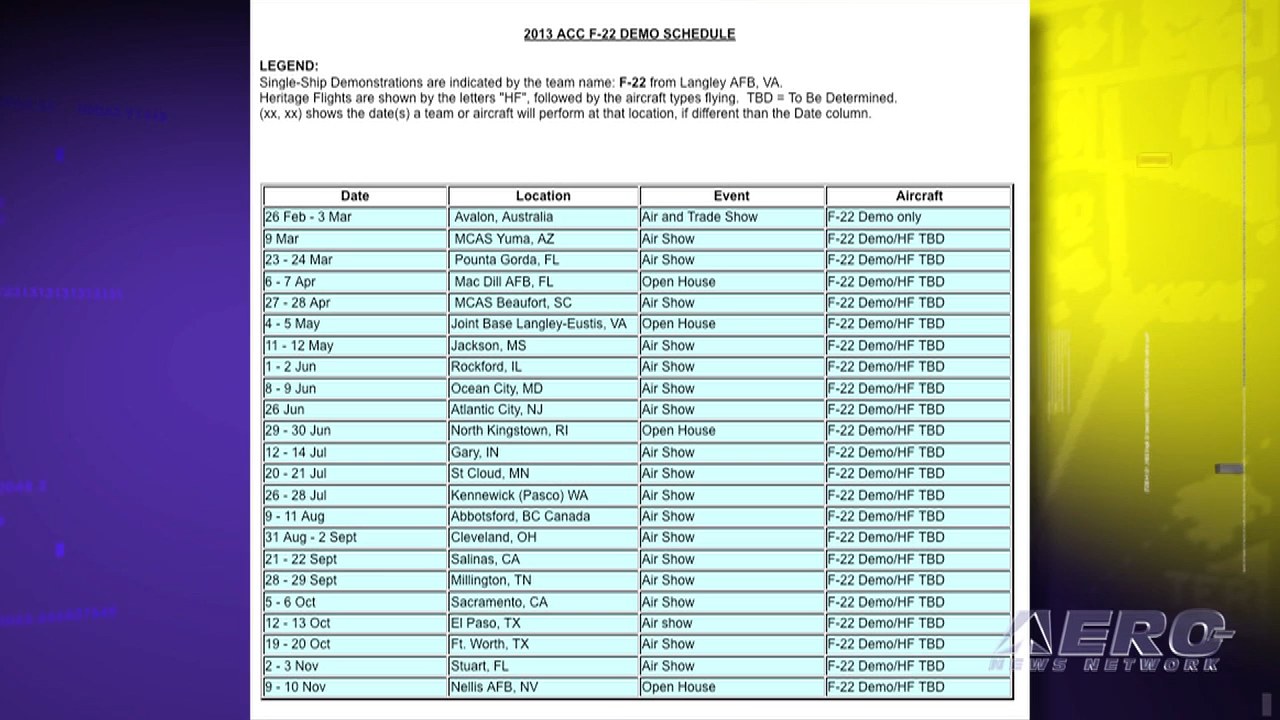 2013 ACC F-22 DEMO SCHEDULE
LEGEND:
Single-Ship Demonstrations are indicated by the team name: F-22 from Langley AFB, VA.
Heritage Flights are shown by the letters "HF", followed by the aircraft types flying. TBD = To Be Determined.
(xx, xx) shows the date(s) a team or aircraft will perform at that location, if different than the Date column.
Date Location Event Aircraft
26 Feb - 3 Mar Avalon, Australia Air and Trade Show F-22 Demo only
9 Mar MCAS Yuma, AZ Air Show F-22 Demo/HF TBD
23 - 24 Mar Pounta Gorda, FL Air Show F-22 Demo/HF TBD
6 - 7 Apr Mac Dill AFB, FL Open House F-22 Demo/HF TBD
27 - 28 Apr MCAS Beaufort, SC Air Show F-22 Demo/HF TBD
4 - 5 May Joint Base Langley-Eustis, VA Open House F-22 Demo/HF TBD
11 - 12 May Jackson, MS Air Show F-22 Demo/HF TBD
1 - 2 Jun Rockford, IL Air Show F-22 Demo/HF TBD
8 - 9 Jun Ocean City, MD Air Show F-22 Demo/HF TBD
26 Jun Atlantic City, NJ Air Show F-22 Demo/HF TBD
29 - 30 Jun North Kingstown, RI Open House F-22 Demo/HF TBD
12 - 14 Jul Gary, IN Air Show F-22 Demo/HF TBD
20 - 21 Jul St Cloud, MN Air Show F-22 Demo/HF TBD
26 - 28 Jul Kennewick (Pasco) WA Air Show F-22 Demo/HF TBD
9 - 11 Aug Abbotsford, BC Canada Air Show F-22 Demo/HF TBD
31 Aug - 2 Sept Cleveland, OH Air Show F-22 Demo/HF TBD
21 - 22 Sept Salinas, CA Air Show F-22 Demo/HF TBD
28 - 29 Sept Millington, TN Air Show F-22 Demo/HF TBD
5 - 6 Oct Sacramento, CA Air Show F-22 Demo/HF TBD
12 - 13 Oct El Paso, TX Air show F-22 Demo/HF TBD
19 - 20 Oct Ft. Worth, TX Air Show F-22 Demo/HF TBD
2 - 3 Nov Stuart, FL Air Show F-22 Demo/HF TBD
9 - 10 Nov Nellis AFB, NV Open House F-22 Demo/HF TBD
AERO-
NEWS NETWORK